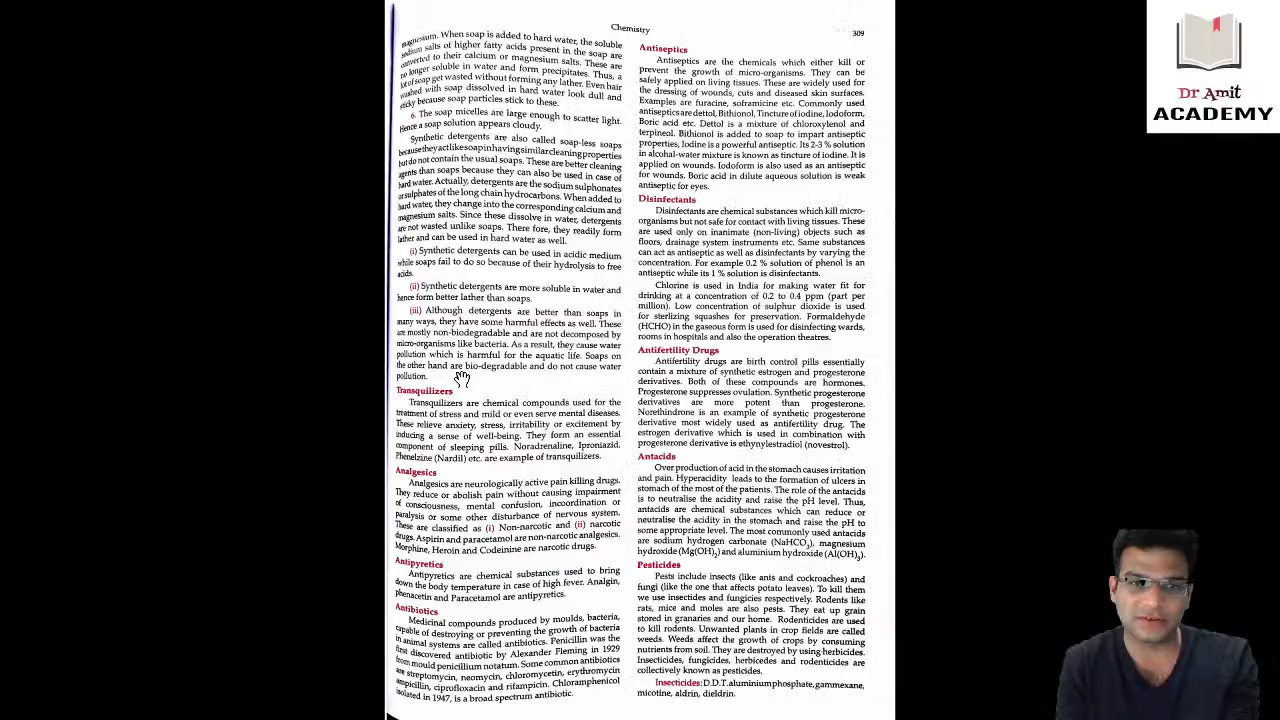 Chemistry
309
magnesium. When soap is added to hard water, the soluble
sodium salts of higher fatty acids present in the soap are
converted to their calcium or magnesium salts. These are
no longer soluble in water and form precipitates. Thus, a
lot of soap get wasted without forming any lather. Even hair
washed with soap dissolved in hard water look dull and
sticky because soap particles stick to these.
6. The soap micelles are large enough to scatter light.
Hence a soap solution appears cloudy.
Synthetic detergents are also called soap-less soaps
because they act like soap in having similar cleaning properties
but do not contain the usual soaps. These are better cleaning
agents than soaps because they can also be used in case of
hard water. Actually, detergents are the sodium sulphonates
or sulphates of the long chain hydrocarbons. When added to
hard water, they change into the corresponding calcium and
magnesium salts. Since these dissolve in water, detergents
are not wasted unlike soaps. There fore, they readily form
lather and can be used in hard water as well.
(i) Synthetic detergents can be used in acidic medium
while soaps fail to do so because of their hydrolysis to free
acids.
(ii) Synthetic detergents are more soluble in water and
hence form better lather than soaps.
(iii) Although detergents are better than soaps in
many ways, they have some harmful effects as well. These
are mostly non-biodegradable and are not decomposed by
micro-organisms like bacteria. As a result, they cause water
pollution which is harmful for the aquatic life. Soaps on
the other hand are bio-degradable and do not cause water
pollution.
Transquilizers
Transquilizers are chemical compounds used for the
treatment of stress and mild or even serve mental diseases.
These relieve anxiety, stress, irritability or excitement by
inducing a sense of well-being. They form an essential
component of sleeping pills. Noradrenaline, Iproniazid,
Phenelzine (Nardil) etc. are example of transquilizers.
Analgesics
Analgesics are neurologically active pain killing drugs.
They reduce or abolish pain without causing impairment
of consciousness, mental confusion, incoordination or
paralysis or some other disturbance of nervous system.
These are classified as (i) Non-narcotic and (ii) narcotic
drugs. Aspirin and paracetamol are non-narcotic analgesics.
Morphine, Heroin and Codeinine are narcotic drugs.
Antipyretics
Antipyretics are chemical substances used to bring
down the body temperature in case of high fever. Analgin,
phenacetin and Paracetamol are antipyretics.
Antibiotics
Medicinal compounds produced by moulds, bacteria,
capable of destroying or preventing the growth of bacteria
in animal systems are called antibiotics. Penicillin was the
first discovered antibiotic by Alexander Fleming in 1929
from mould penicillium notatum. Some common antibiotics
are streptomycin, neomycin, chloromycetin, erythromycin
ampicillin, ciprofloxacin and rifampicin. Chloramphenicol
isolated in 1947, is a broad spectrum antibiotic.
Antiseptics
Antiseptics are the chemicals which either kill or
prevent the growth of micro-organisms. They can be
safely applied on living tissues. These are widely used for
the dressing of wounds, cuts and diseased skin surfaces.
Examples are furacine, soframicine etc. Commonly used
antiseptics are dettol, Bithionol, Tincture of iodine, Iodoform,
Boric acid etc. Dettol is a mixture of chloroxylenol and
terpineol. Bithionol is added to soap to impart antiseptic
properties, Iodine is a powerful antiseptic. Its 2-3 % solution
in alcohol-water mixture is known as tincture of iodine. It is
applied on wounds. Iodoform is also used as an antiseptic
for wounds. Boric acid in dilute aqueous solution is weak
antiseptic for eyes.
Disinfectants
Disinfectants are chemical substances which kill micro-
organisms but not safe for contact with living tissues. These
are used only on inanimate (non-living) objects such as
floors, drainage system instruments etc. Same substances
can act as antiseptic as well as disinfectants by varying the
concentration. For example 0.2 % solution of phenol is an
antiseptic while its 1 % solution is disinfectants.
Chlorine is used in India for making water fit for
drinking at a concentration of 0.2 to 0.4 ppm (part per
million). Low concentration of sulphur dioxide is used
for sterlizing squashes for preservation. Formaldehyde
(HCHO) in the gaseous form is used for disinfecting wards,
rooms in hospitals and also the operation theatres.
Antifertility Drugs
Antifertility drugs are birth control pills essentially
contain a mixture of synthetic estrogen and progesterone
derivatives. Both of these compounds are hormones.
Progesterone suppresses ovulation. Synthetic progesterone
derivatives are more potent than progesterone.
Norethindrone is an example of synthetic progesterone
derivative most widely used as antifertility drug. The
estrogen derivative which is used in combination with
progesterone derivative is ethynylestradiol (novestrol).
Antacids
Over production of acid in the stomach causes irritation
and pain. Hyperacidity leads to the formation of ulcers in
stomach of the most of the patients. The role of the antacids
is to neutralise the acidity and raise the pH level. Thus,
antacids are chemical substances which can reduce or
neutralise the acidity in the stomach and raise the pH to
some appropriate level. The most commonly used antacids
are sodium hydrogen carbonate (NaHCO₃), magnesium
hydroxide (Mg(OH)₂) and aluminium hydroxide (Al(OH)₃).
Pesticides
Pests include insects (like ants and cockroaches) and
fungi (like the one that affects potato leaves). To kill them
we use insectides and fungicies respectively. Rodents like
rats, mice and moles are also pests. They eat up grain
stored in granaries and our home. Rodenticides are used
to kill rodents. Unwanted plants in crop fields are called
weeds. Weeds affect the growth of crops by consuming
nutrients from soil. They are destroyed by using herbicides.
Insecticides, fungicides, herbicedes and rodenticides are
collectively known as pesticides.
Insecticides: D.D.T. aluminium phosphate, gammexane,
micotine, aldrin, dieldrin.
Dr Amit
ACADEMY